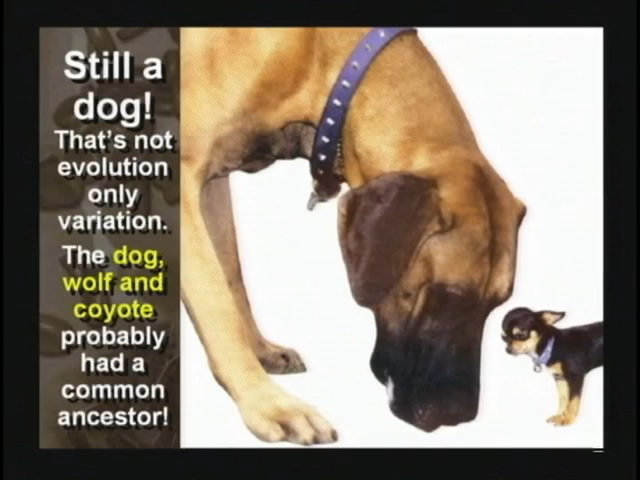 Still a
dog!
That's not
evolution
only
variation.
The dog,
wolf and
coyote
probably
had a
common
ancestor!